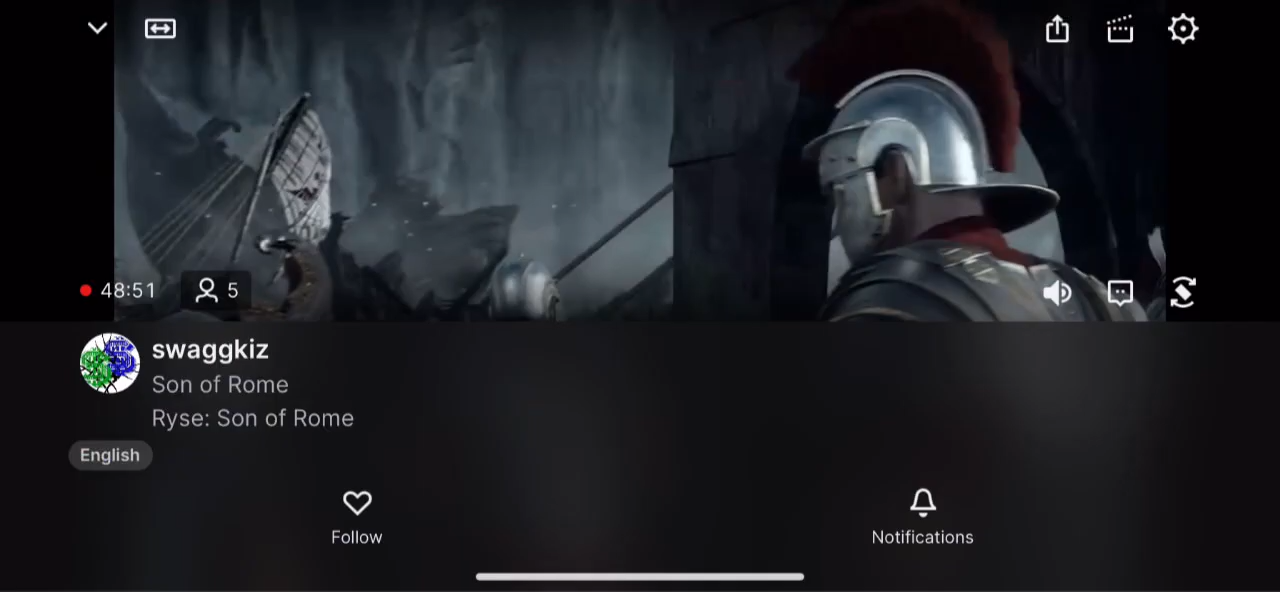 48:51
5
swaggkiz
Son of Rome
Ryse: Son of Rome
English
Follow
Notifications